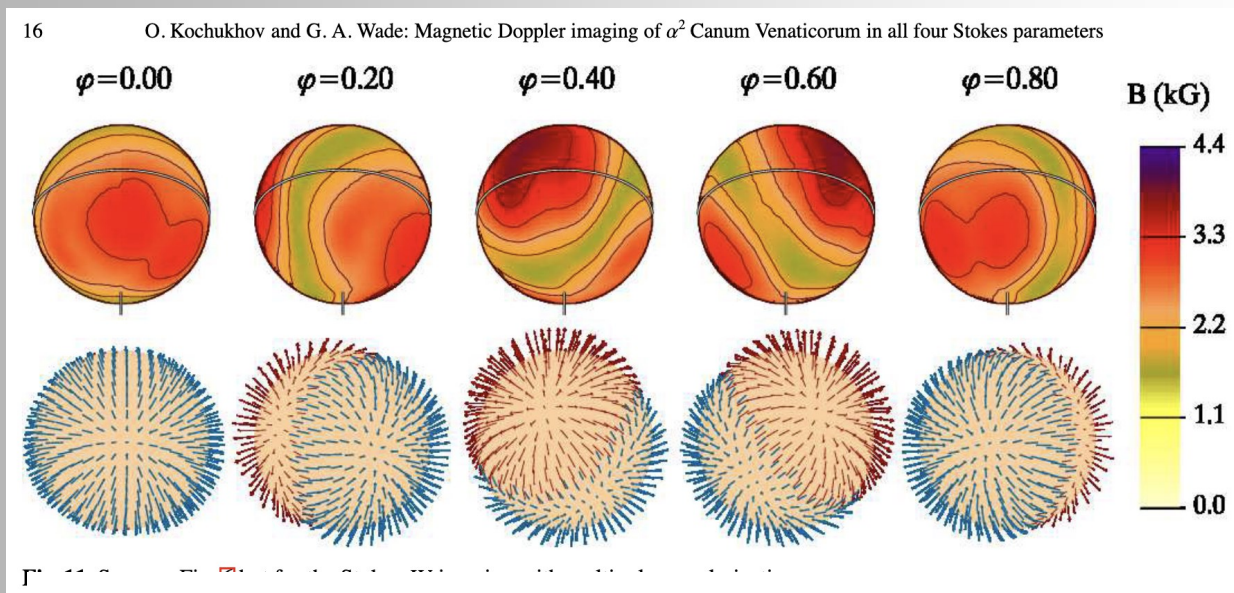 16 O. Kochukhov and G. A. Wade: Magnetic Doppler imaging of α² Canum Venaticorum in all four Stokes parameters
φ=0.00 φ=0.20 φ=0.40 φ=0.60 φ=0.80
B (kG)
4.4
3.3
2.2
1.1
0.0